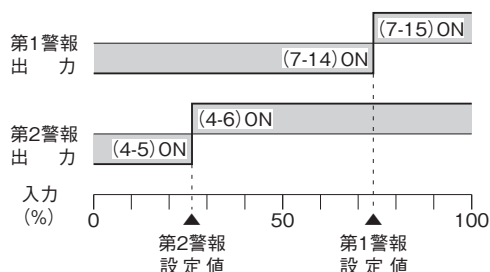 第1警報
出 力
(7-15)ON
(7-14)ON
第2警報
出 力
(4-6)ON
(4-5)ON
入力
(%)
0
50
100
第2警報
設定値
第1警報
設定値